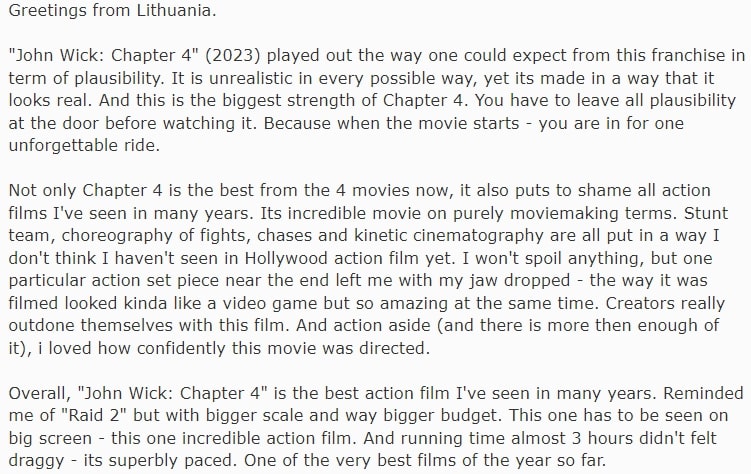 Greetings from Lithuania.
"John Wick: Chapter 4" (2023) played out the way one could expect from this franchise in
term of plausibility. It is unrealistic in every possible way, yet its made in a way that it
looks real. And this is the biggest strength of Chapter 4. You have to leave all plausibility
at the door before watching it. Because when the movie starts - you are in for one
unforgettable ride.
Not only Chapter 4 is the best from the 4 movies now, it also puts to shame all action
films I've seen in many years. Its incredible movie on purely moviemaking terms. Stunt
team, choreography of fights, chases and kinetic cinematography are all put in a way I
don't think I haven't seen in Hollywood action film yet. I won't spoil anything, but one
particular action set piece near the end left me with my jaw dropped - the way it was
filmed looked kinda like a video game but so amazing at the same time. Creators really
outdone themselves with this film. And action aside (and there is more then enough of
it), i loved how confidently this movie was directed.
Overall, "John Wick: Chapter 4" is the best action film I've seen in many years. Reminded
me of "Raid 2" but with bigger scale and way bigger budget. This one has to be seen on
big screen - this one incredible action film. And running time almost 3 hours didn't felt
draggy - its superbly paced. One of the very best films of the year so far.